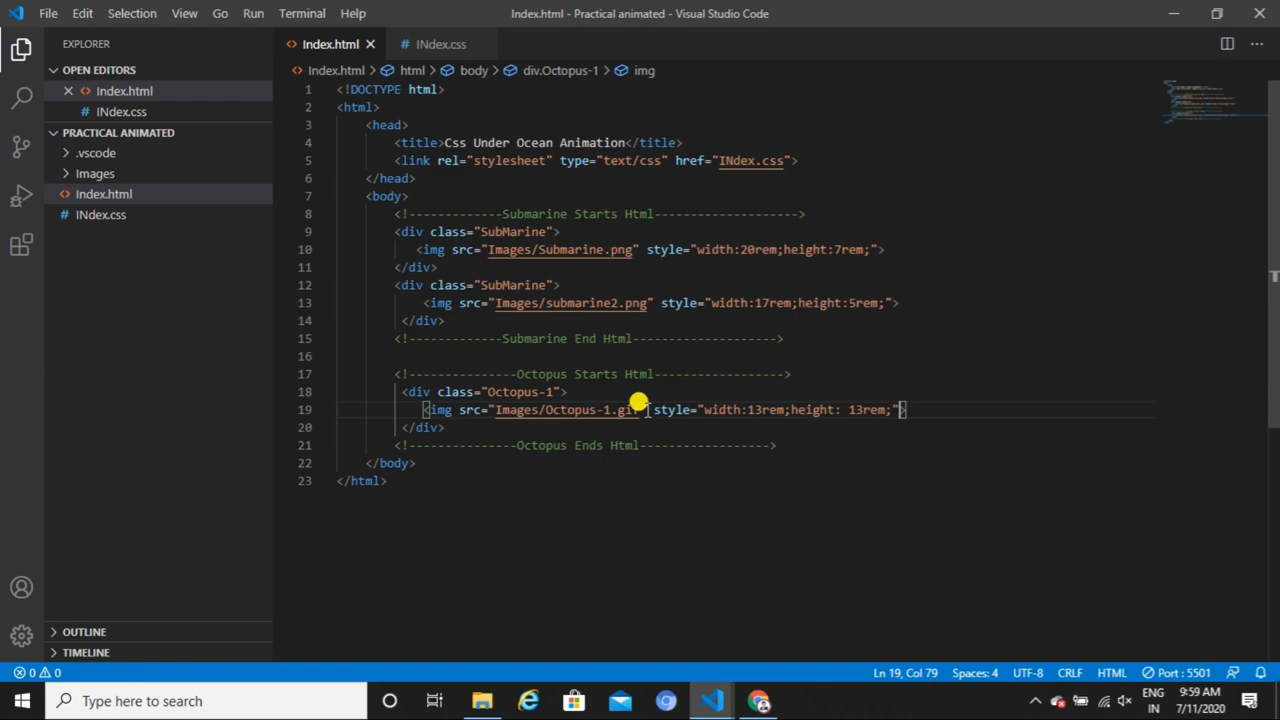 File Edit Selection View Go Run Terminal Help Index.html - Practical animated - Visual Studio Code
EXPLORER
OPEN EDITORS
Index.html
INdex.css
PRACTICAL ANIMATED
.vscode
Images
Index.html
INdex.css
OUTLINE
TIMELINE
Index.html INdex.css
Index.html html body div.Octopus-1 img
1 <!DOCTYPE html>
2 <html>
3 <head>
4 <title>Css Under Ocean Animation</title>
5 <link rel="stylesheet" type="text/css" href="INdex.css">
6 </head>
7 <body>
8 <!-------------Submarine Starts Html-------------------->
9 <div class="SubMarine">
10 <img src="Images/Submarine.png" style="width:20rem;height:7rem;">
11 </div>
12 <div class="SubMarine">
13 <img src="Images/submarine2.png" style="width:17rem;height:5rem;">
14 </div>
15 <!-------------Submarine End Html-------------------->
16
17 <!---------------Octopus Starts Html------------------->
18 <div class="Octopus-1">
19 <img src="Images/Octopus-1.gif" style="width:13rem;height: 13rem;">
20 </div>
21 <!---------------Octopus Ends Html------------------->
22 </body>
23 </html>
0 0 Ln 19, Col 79 Spaces: 4 UTF-8 CRLF HTML Port : 5501
Type here to search
ENG
IN
9:59 AM
7/11/2020